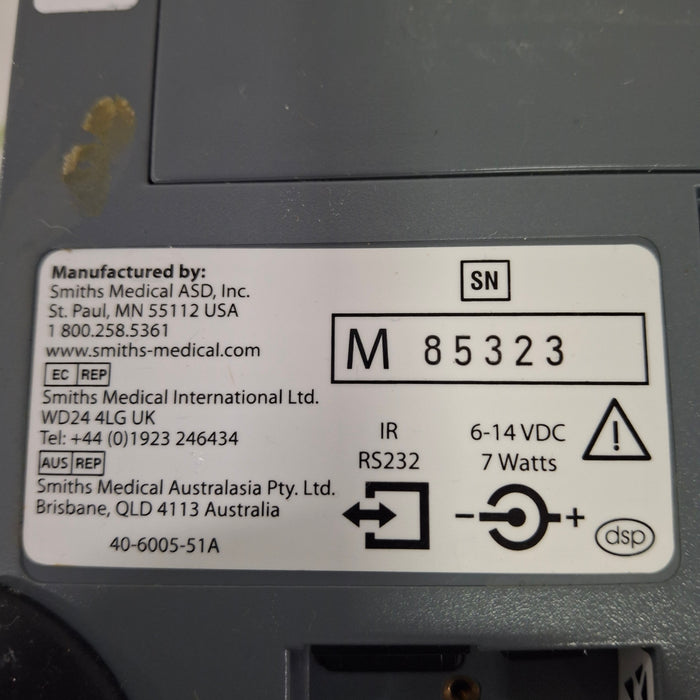 Manufactured by:
Smiths Medical ASD, Inc.
St. Paul, MN 55112 USA
1 800.258.5361
www.smiths-medical.com
EC REP
Smiths Medical International Ltd.
WD24 4LG UK
Tel: +44 (0)1923 246434
AUS REP
Smiths Medical Australasia Pty. Ltd.
Brisbane, QLD 4113 Australia
40-6005-51A
SN
M 85323
IR
RS232
6-14 VDC
7 Watts
- +
dsp